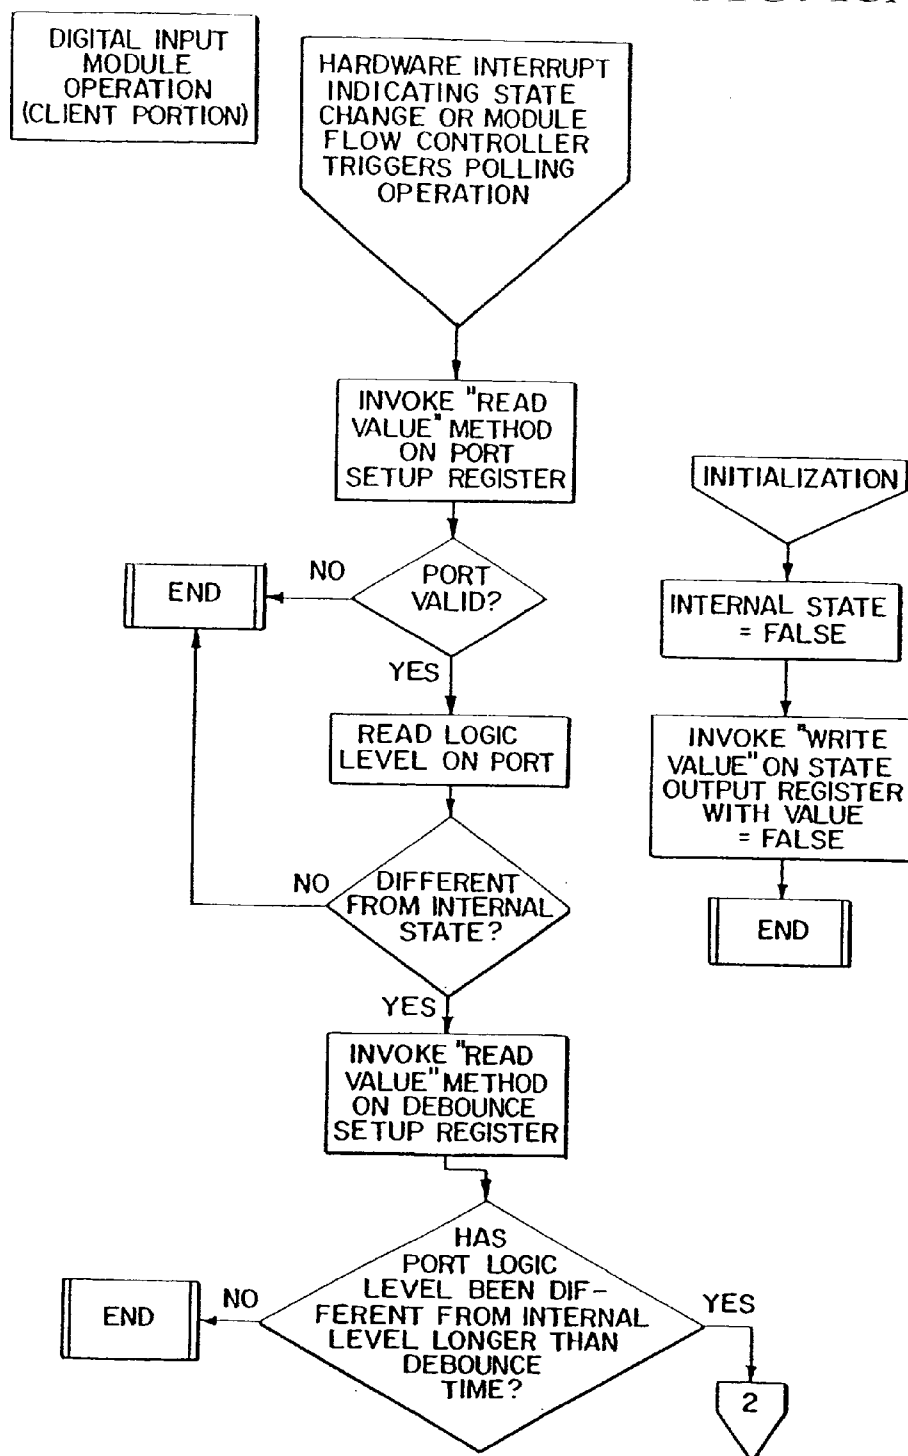 DIGITAL INPUT
MODULE
OPERATION
(CLIENT PORTION)
HARDWARE INTERRUPT
INDICATING STATE
CHANGE OR MODULE
FLOW CONTROLLER
TRIGGERS POLLING
OPERATION
INVOKE "READ
VALUE" METHOD
ON PORT
SETUP REGISTER
PORT
VALID?
NO
END
YES
READ LOGIC
LEVEL ON PORT
DIFFERENT
FROM INTERNAL
STATE?
NO
YES
INVOKE "READ
VALUE" METHOD
ON DEBOUNCE
SETUP REGISTER
HAS
PORT LOGIC
LEVEL BEEN DIF-
FERENT FROM INTERNAL
LEVEL LONGER THAN
DEBOUNCE
TIME?
NO
END
YES
2
INITIALIZATION
INTERNAL STATE
= FALSE
INVOKE "WRITE
VALUE" ON STATE
OUTPUT REGISTER
WITH VALUE
= FALSE
END